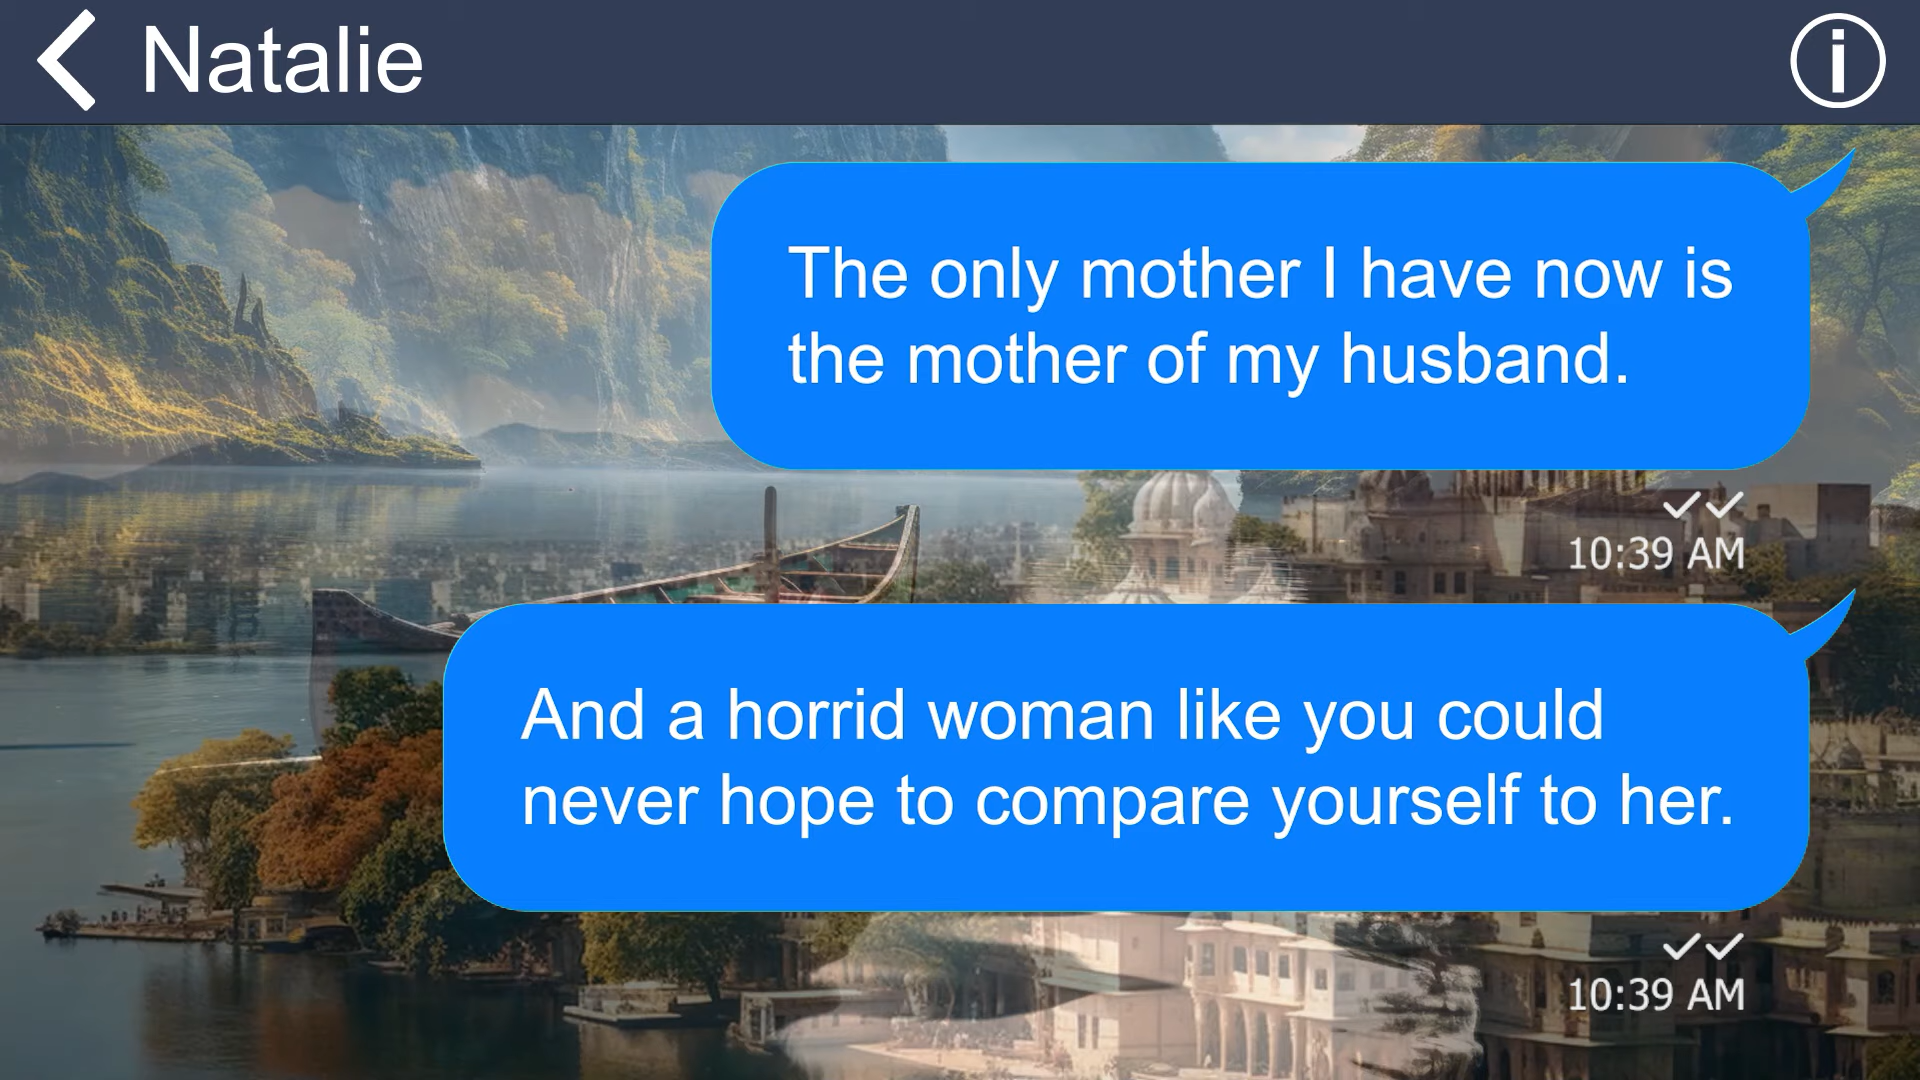 Natalie
The only mother I have now is
the mother of my husband.
10:39 AM
And a horrid woman like you could
never hope to compare yourself to her.
10:39 AM